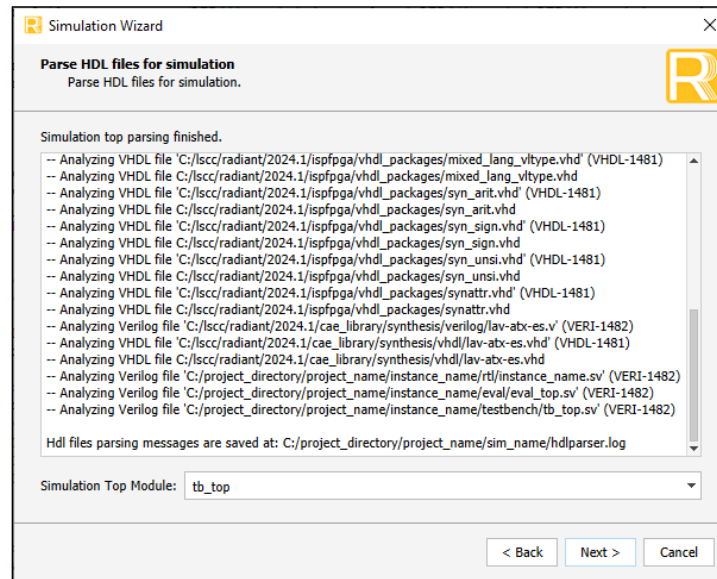 Simulation Wizard
Parse HDL files for simulation
Parse HDL files for simulation.
Simulation top parsing finished.
-- Analyzing VHDL file 'C:/lscc/radiant/2024.1/ispfpga/vhdl_packages/mixed_lang_vltype.vhd' (VHDL-1481)
-- Analyzing VHDL file C:/lscc/radiant/2024.1/ispfpga/vhdl_packages/mixed_lang_vltype.vhd
-- Analyzing VHDL file 'C:/lscc/radiant/2024.1/ispfpga/vhdl_packages/syn_arit.vhd' (VHDL-1481)
-- Analyzing VHDL file C:/lscc/radiant/2024.1/ispfpga/vhdl_packages/syn_arit.vhd
-- Analyzing VHDL file 'C:/lscc/radiant/2024.1/ispfpga/vhdl_packages/syn_sign.vhd' (VHDL-1481)
-- Analyzing VHDL file C:/lscc/radiant/2024.1/ispfpga/vhdl_packages/syn_sign.vhd
-- Analyzing VHDL file 'C:/lscc/radiant/2024.1/ispfpga/vhdl_packages/syn_unsi.vhd' (VHDL-1481)
-- Analyzing VHDL file C:/lscc/radiant/2024.1/ispfpga/vhdl_packages/syn_unsi.vhd
-- Analyzing VHDL file 'C:/lscc/radiant/2024.1/ispfpga/vhdl_packages/synattr.vhd' (VHDL-1481)
-- Analyzing VHDL file C:/lscc/radiant/2024.1/ispfpga/vhdl_packages/synattr.vhd
-- Analyzing Verilog file 'C:/lscc/radiant/2024.1/cae_library/synthesis/verilog/lav-atx-es.v' (VERI-1482)
-- Analyzing VHDL file 'C:/lscc/radiant/2024.1/cae_library/synthesis/vhdl/lav-atx-es.vhd' (VHDL-1481)
-- Analyzing VHDL file C:/lscc/radiant/2024.1/cae_library/synthesis/vhdl/lav-atx-es.vhd
-- Analyzing Verilog file 'C:/project_directory/project_name/instance_name/rtl/instance_name.sv' (VERI-1482)
-- Analyzing Verilog file 'C:/project_directory/project_name/instance_name/eval/eval_top.sv' (VERI-1482)
-- Analyzing Verilog file 'C:/project_directory/project_name/instance_name/testbench/tb_top.sv' (VERI-1482)
Hdl files parsing messages are saved at: C:/project_directory/project_name/sim_name/hdlparser.log
Simulation Top Module: tb_top
< Back Next > Cancel